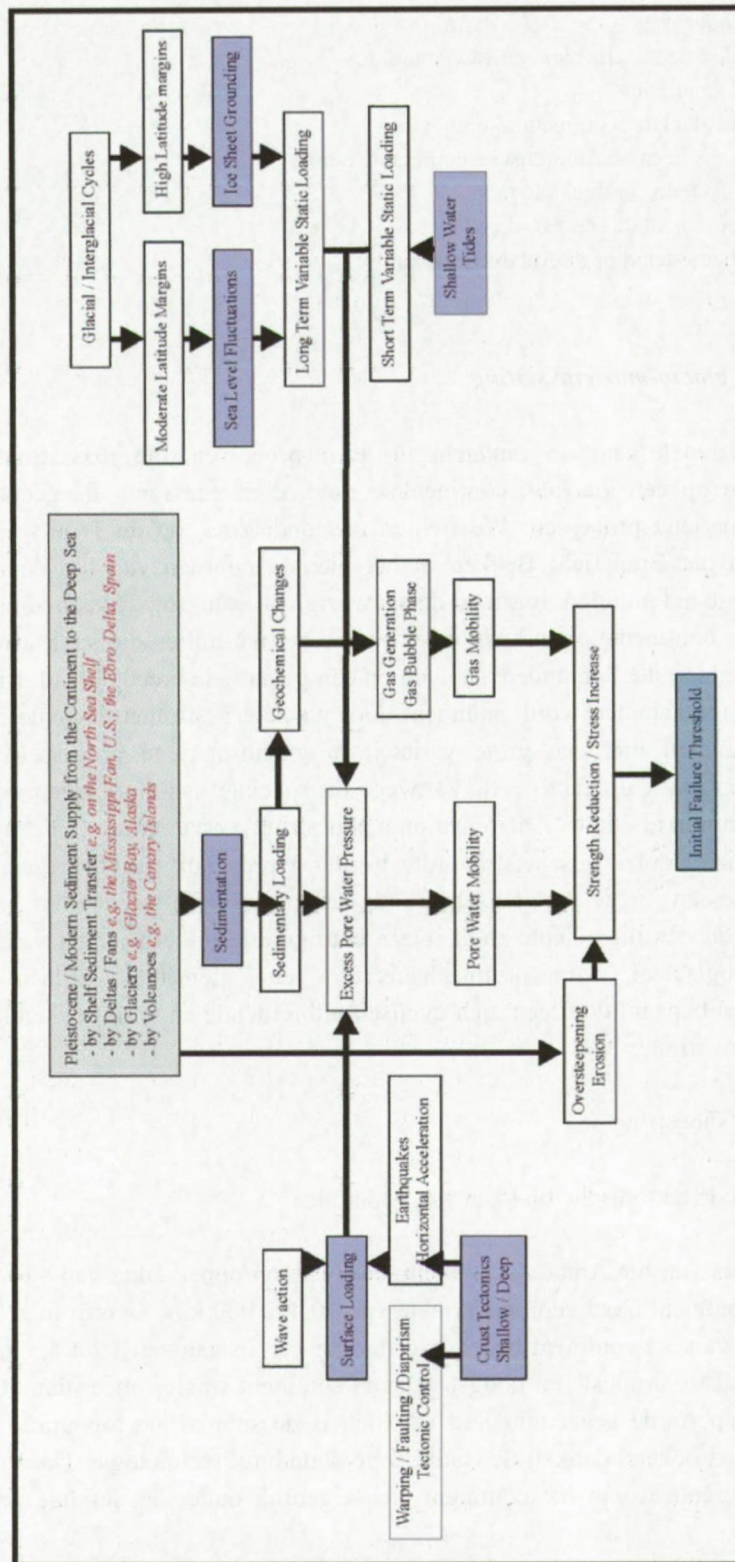 Glacial / Interglacial Cycles
Moderate Latitude Margins
High Latitude margins
Sea Level Fluctuations
Ice Sheet Grounding
Long Term Variable Static Loading
Short Term Variable Static Loading
Shallow Water
Tides
Pleistocene / Modern Sediment Supply from the Continent to the Deep Sea
- by Shelf Sediment Transfer e.g. on the North Sea Shelf
- by Deltas / Fans e.g. the Mississippi Fan, U.S., the Ebro Delta, Spain
- by Glaciers e.g. Glacier Bay, Alaska
- by Volcanoes e.g. the Canary Islands
Sedimentation
Sedimentary Loading
Geochemical Changes
Excess Pore Water Pressure
Gas Generation
Gas Bubble Phase
Pore Water Mobility
Gas Mobility
Wave action
Surface Loading
Warping / Faulting /Diapirism
Tectonic Control
Earthquakes
Horizontal Acceleration
Crust Tectonics
Shallow / Deep
Oversteepening
Erosion
Strength Reduction / Stress Increase
Initial Failure Threshold